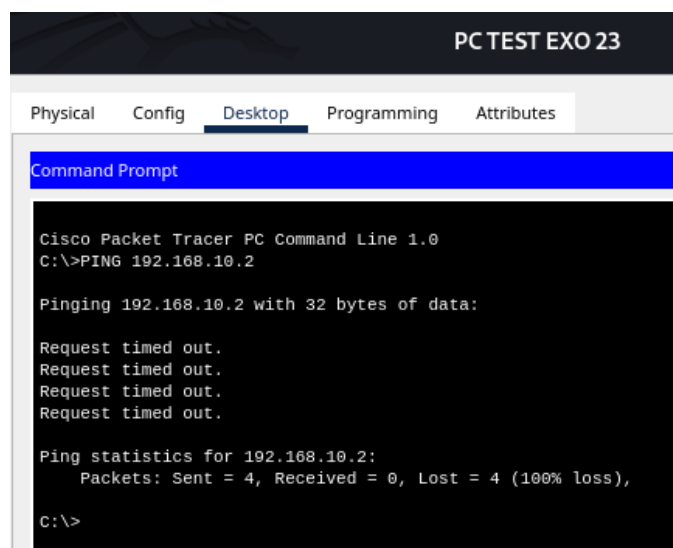 PC TEST EXO 23
Physical Config Desktop Programming Attributes
Command Prompt
Cisco Packet Tracer PC Command Line 1.0
C:\>PING 192.168.10.2
Pinging 192.168.10.2 with 32 bytes of data:
Request timed out.
Request timed out.
Request timed out.
Request timed out.
Ping statistics for 192.168.10.2:
Packets: Sent = 4, Received = 0, Lost = 4 (100% loss),
C:\>